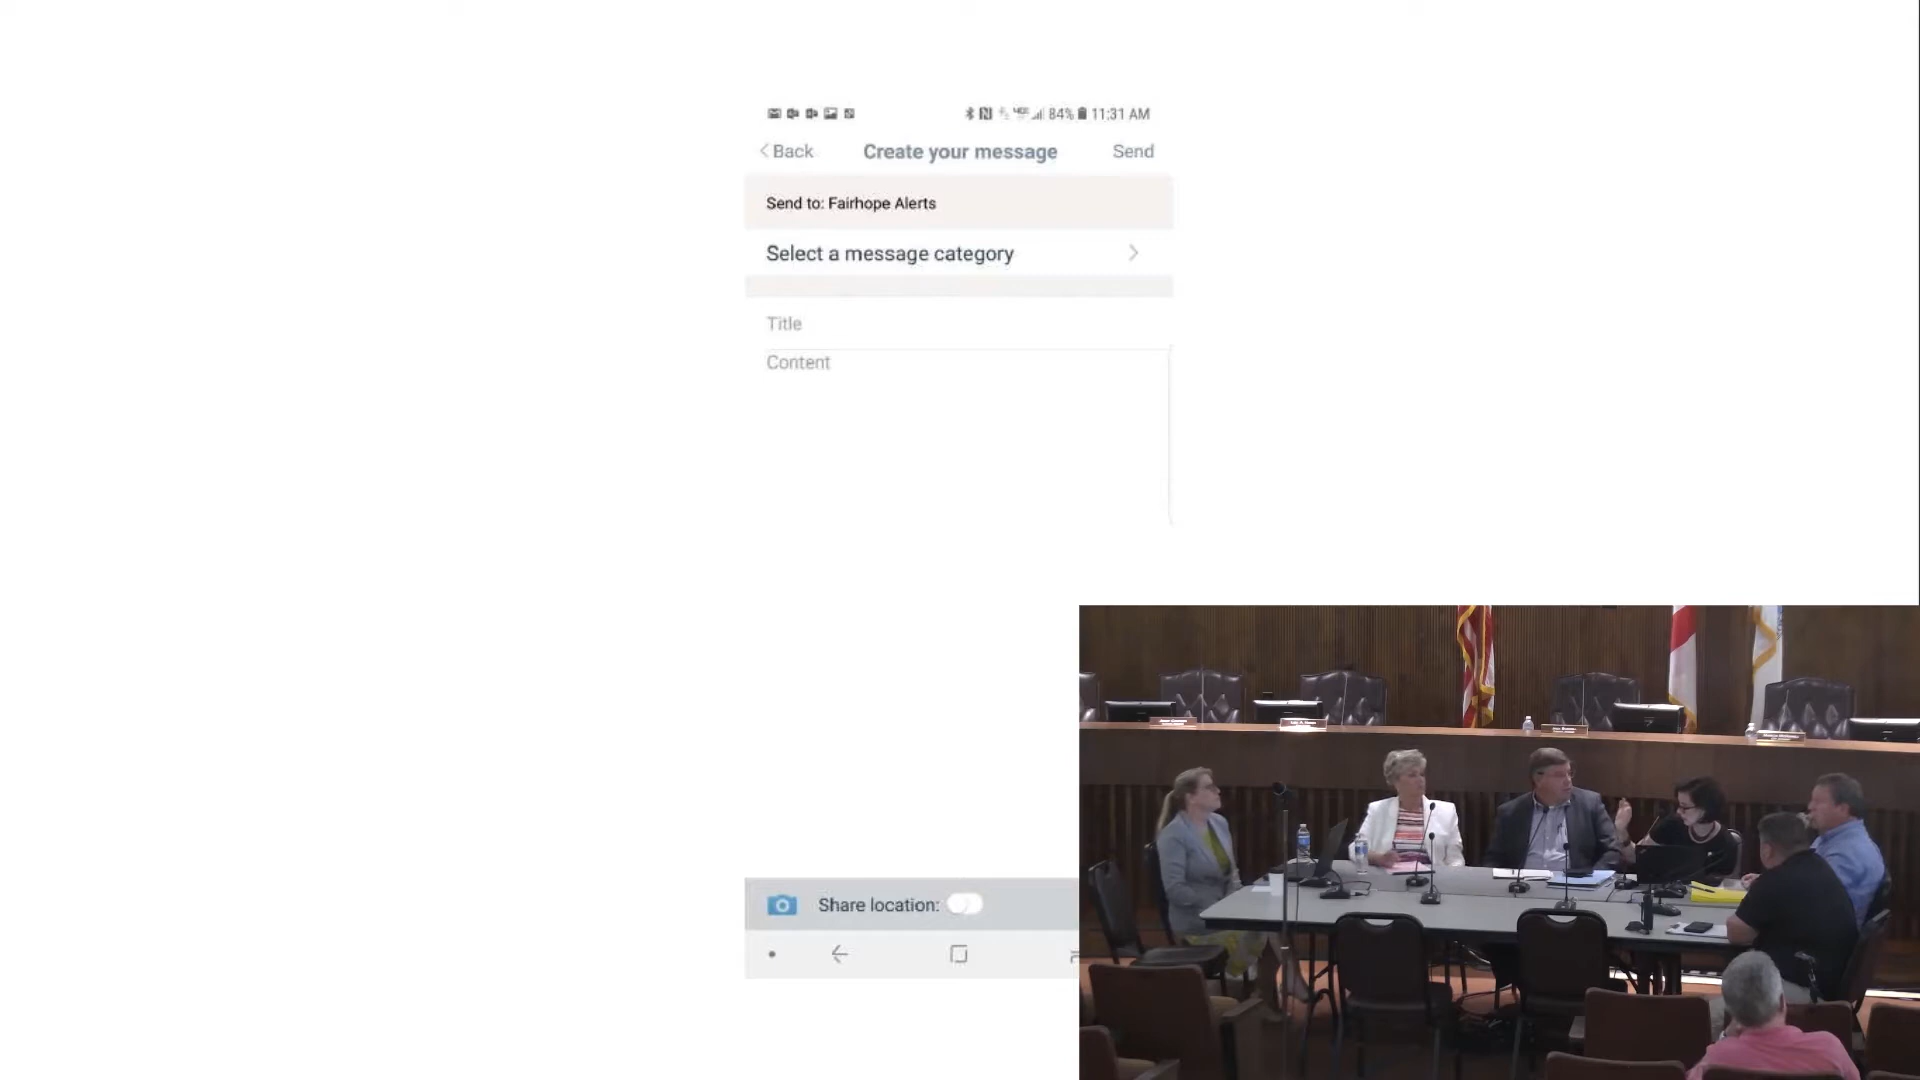 84% 11:31 AM
Back Create your message Send
Send to: Fairhope Alerts
Select a message category
Title
Content
Share location: